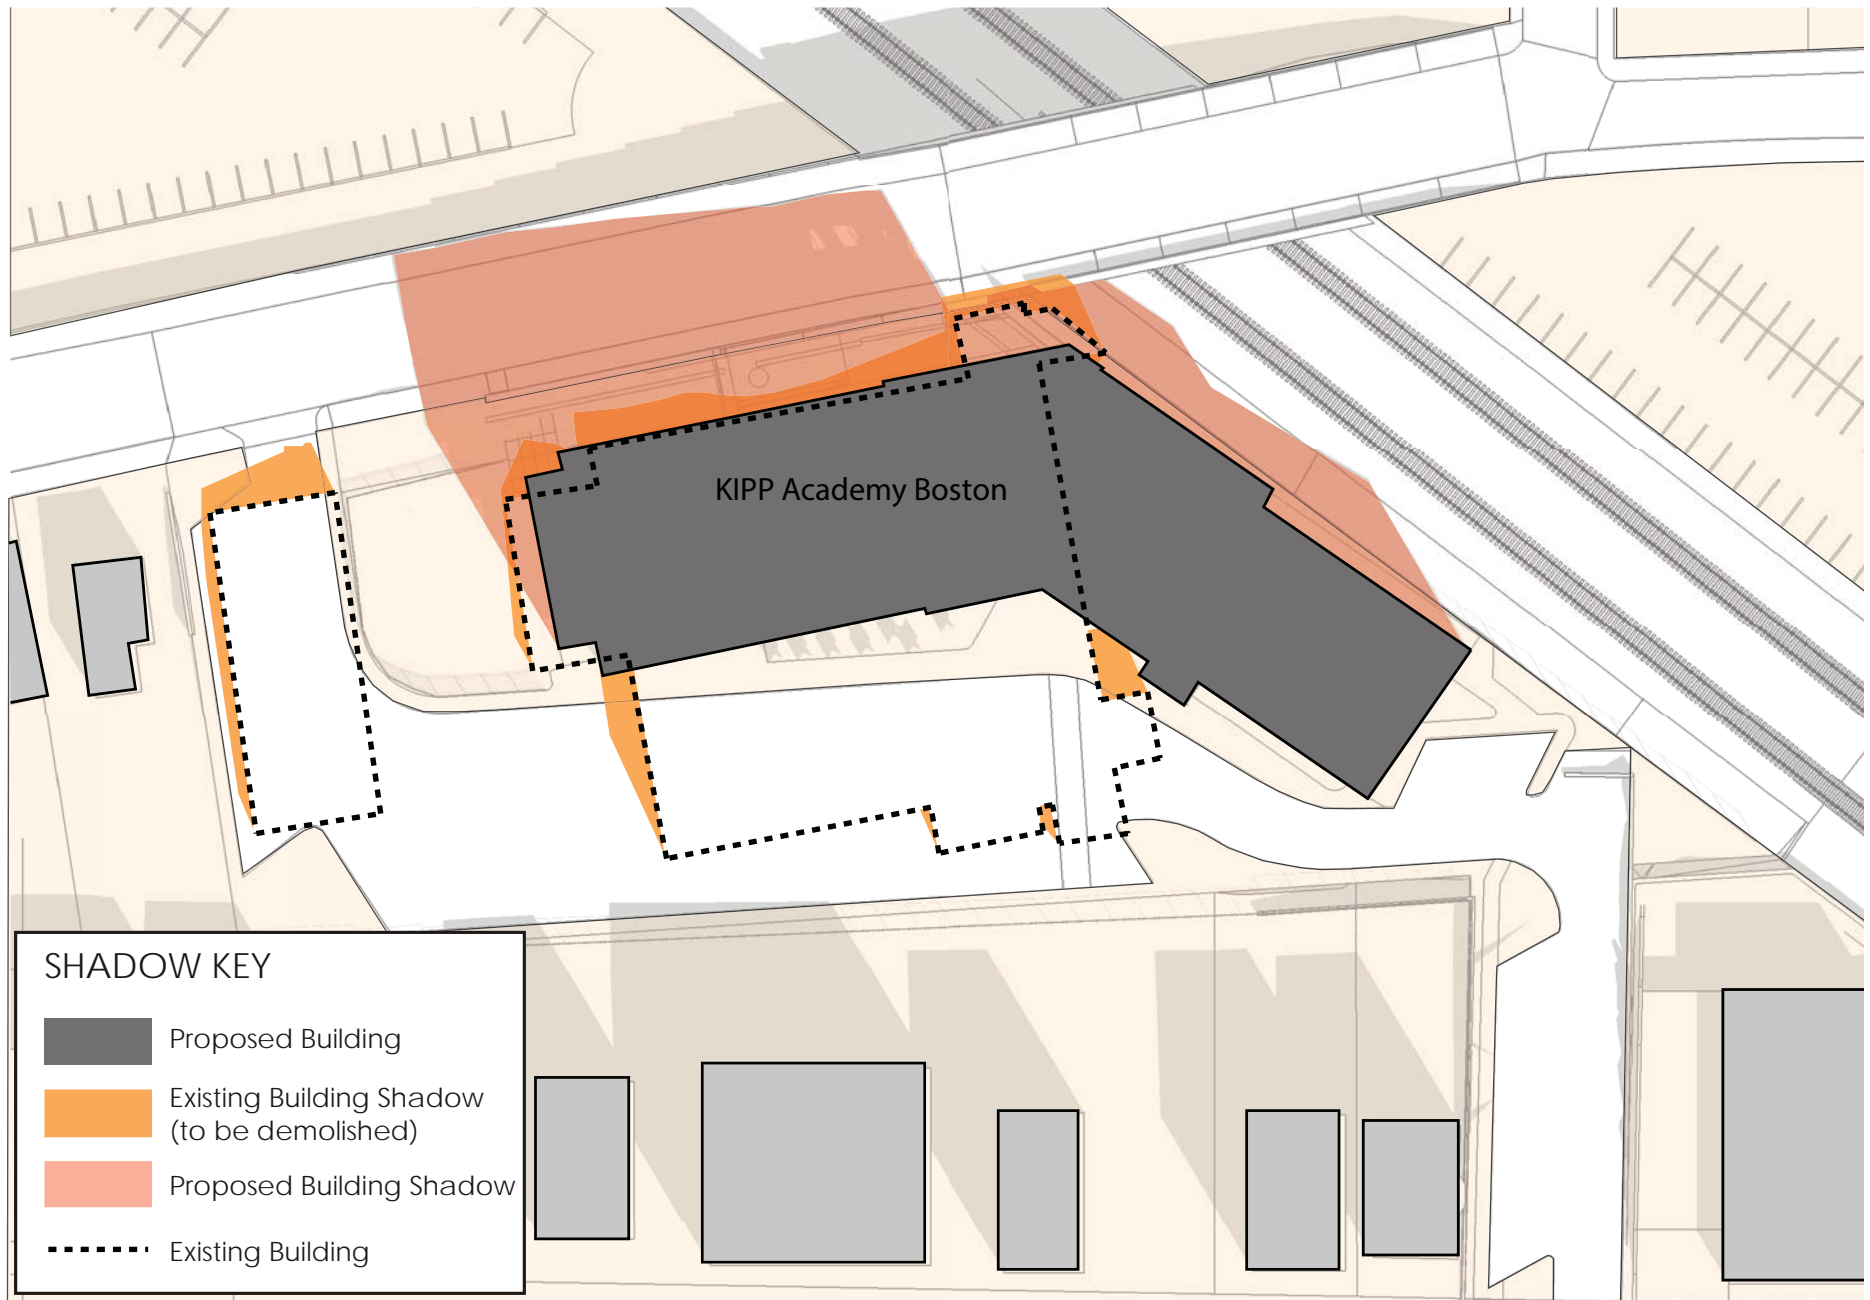 KIPP Academy Boston
SHADOW KEY
Proposed Building
Existing Building Shadow
(to be demolished)
Proposed Building Shadow
Existing Building